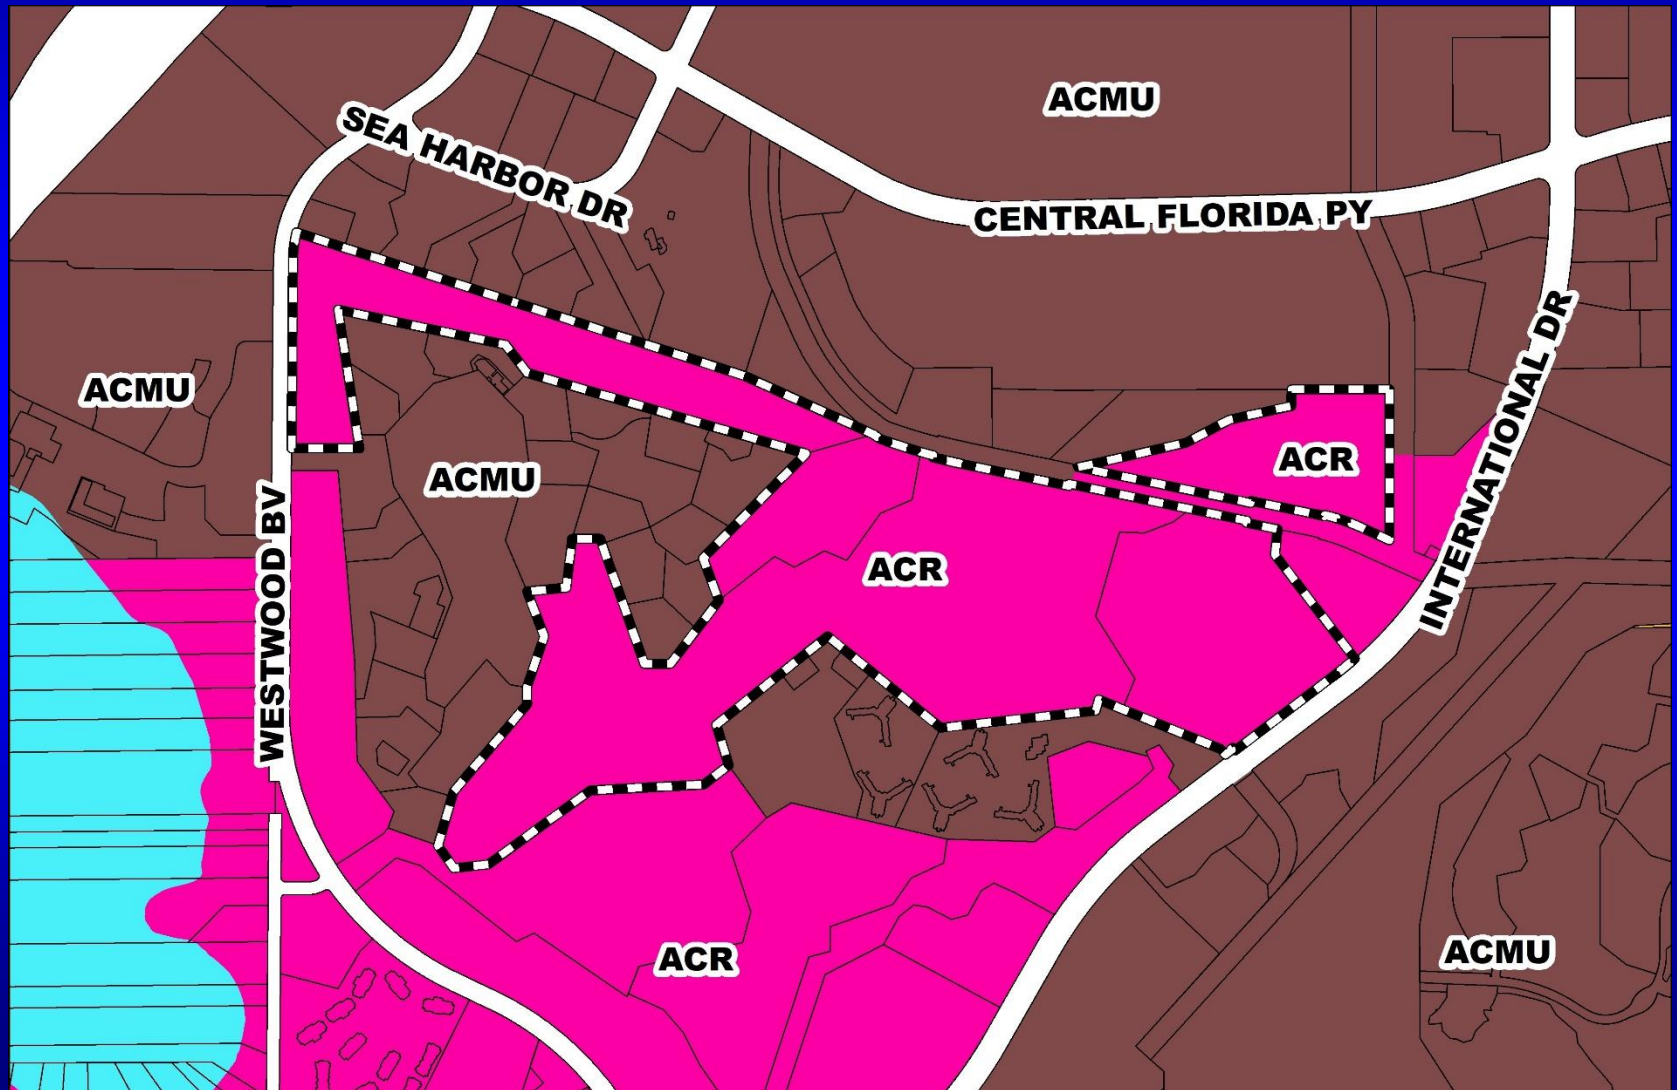 ACMU
SEA HARBOR DR
CENTRAL FLORIDA PY
INTERNATIONAL DR
ACMU
ACR
ACMU
WESTWOOD BV
ACR
ACR
ACMU